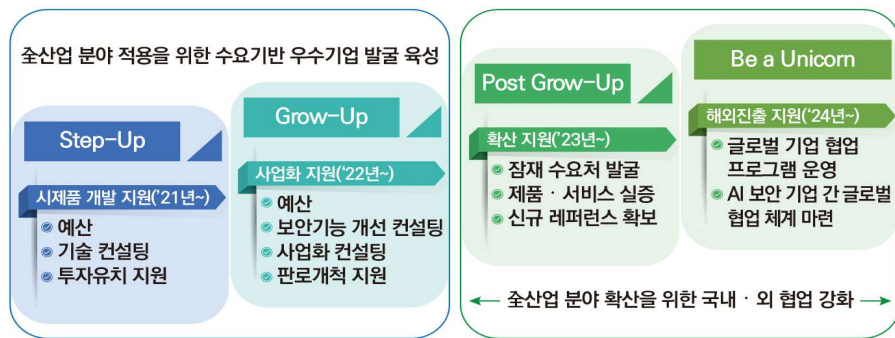 全산업 분야 적용을 위한 수요기반 우수기업 발굴 육성
Step-Up
시제품 개발 지원('21년~)
예산
기술 컨설팅
투자유치 지원
Grow-Up
사업화 지원('22년~)
예산
보안기능 개선 컨설팅
사업화 컨설팅
판로개척 지원
Post Grow-Up
확산 지원('23년~)
잠재 수요처 발굴
제품 · 서비스 실증
신규 레퍼런스 확보
Be a Unicorn
해외진출 지원('24년~)
글로벌 기업 협업
프로그램 운영
AI 보안 기업 간 글로벌
협업 체계 마련
全산업 분야 확산을 위한 국내 · 외 협업 강화